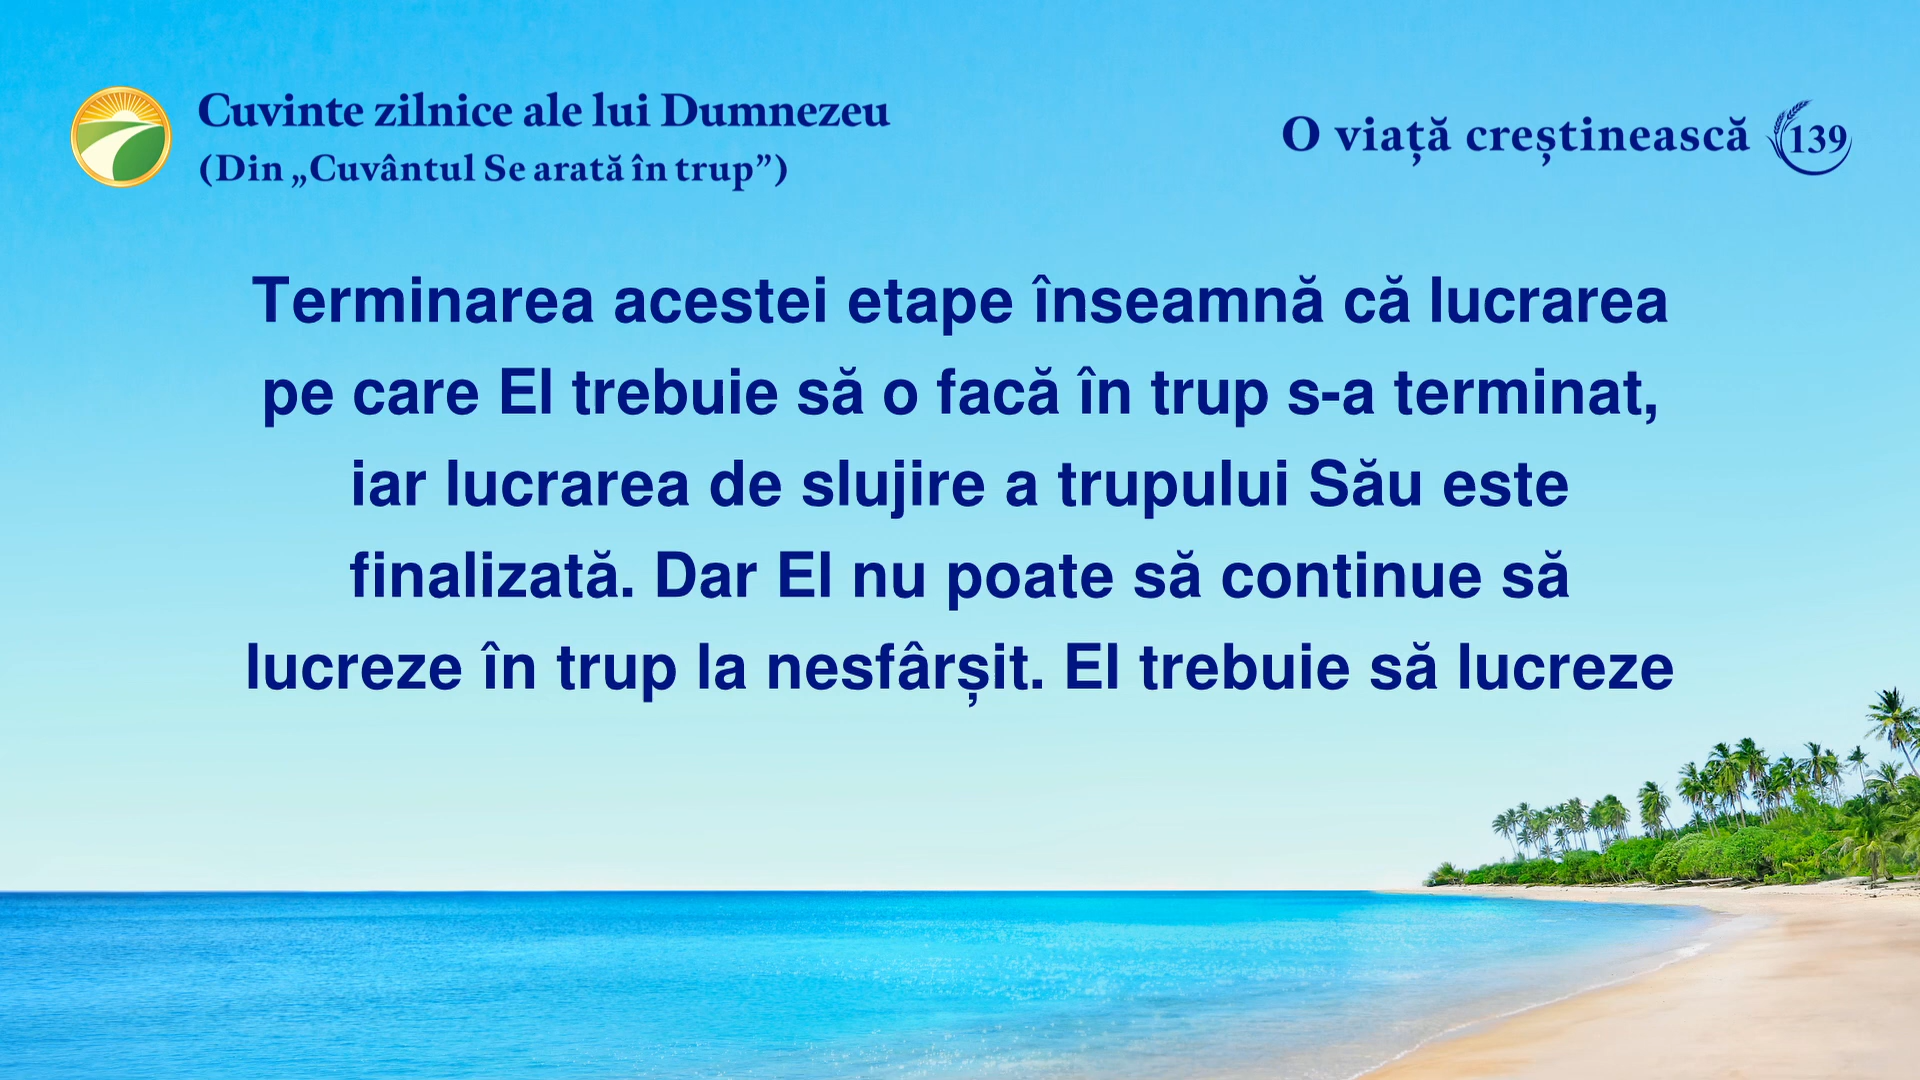 Cuvinte zilnice ale lui Dumnezeu
(Din „Cuvântul Se arată în trup”)
O viață creștinească 139
Terminarea acestei etape înseamnă că lucrarea
pe care El trebuie să o facă în trup s-a terminat,
iar lucrarea de slujire a trupului Său este
finalizată. Dar El nu poate să continue să
lucreze în trup la nesfârșit. El trebuie să lucreze